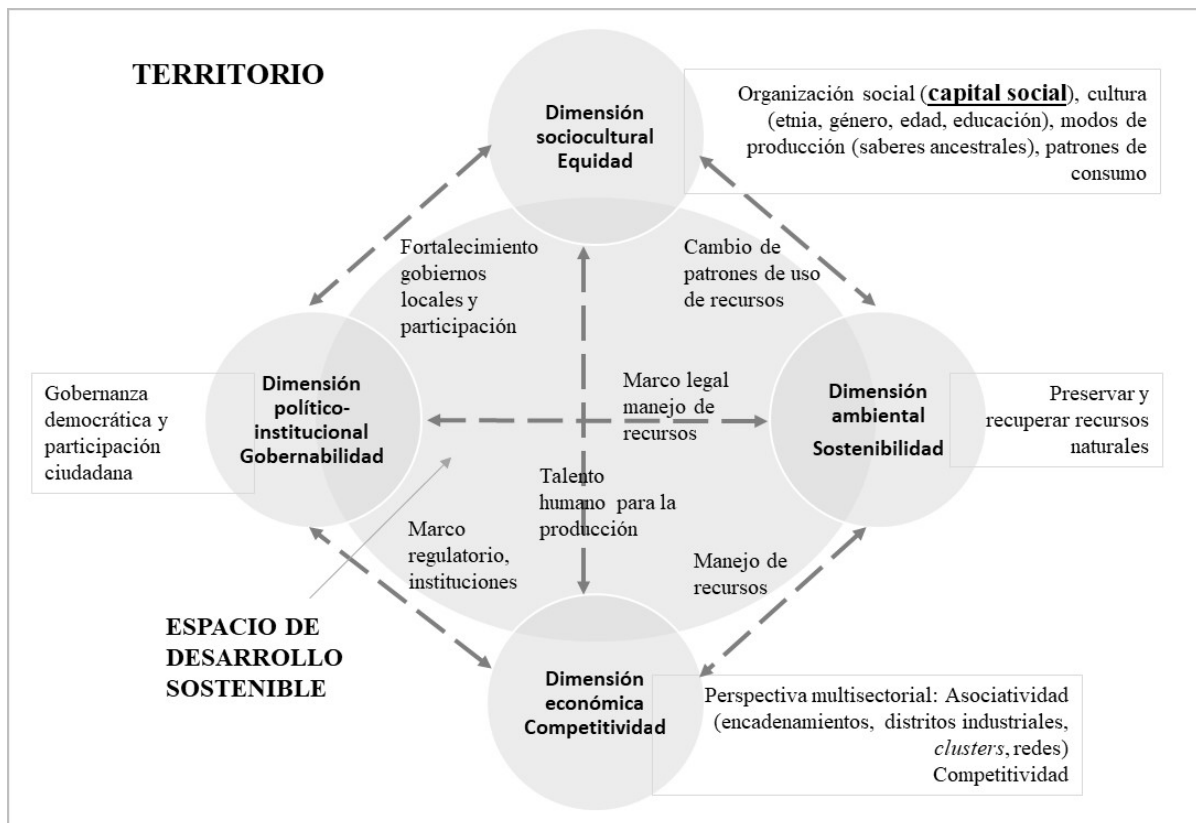 TERRITORIO
Dimensión
sociocultural
Equidad
Organización social (capital social), cultura
(etnia, género, edad, educación), modos de
producción (saberes ancestrales), patrones de
consumo
Fortalecimiento
gobiernos
locales y
participación
Cambio de
patrones de uso
de recursos
Gobernanza
democrática y
participación
ciudadana
Dimensión
político-
institucional
Gobernabilidad
Marco legal
manejo de
recursos
Dimensión
ambiental
Sostenibilidad
Preservar y
recuperar recursos
naturales
Talento
humano para la
producción
Marco
regulatorio,
instituciones
Manejo de
recursos
ESPACIO DE
DESARROLLO
SOSTENIBLE
Dimensión
económica
Competitividad
Perspectiva multisectorial: Asociatividad
(encadenamientos, distritos industriales,
clusters, redes)
Competitividad